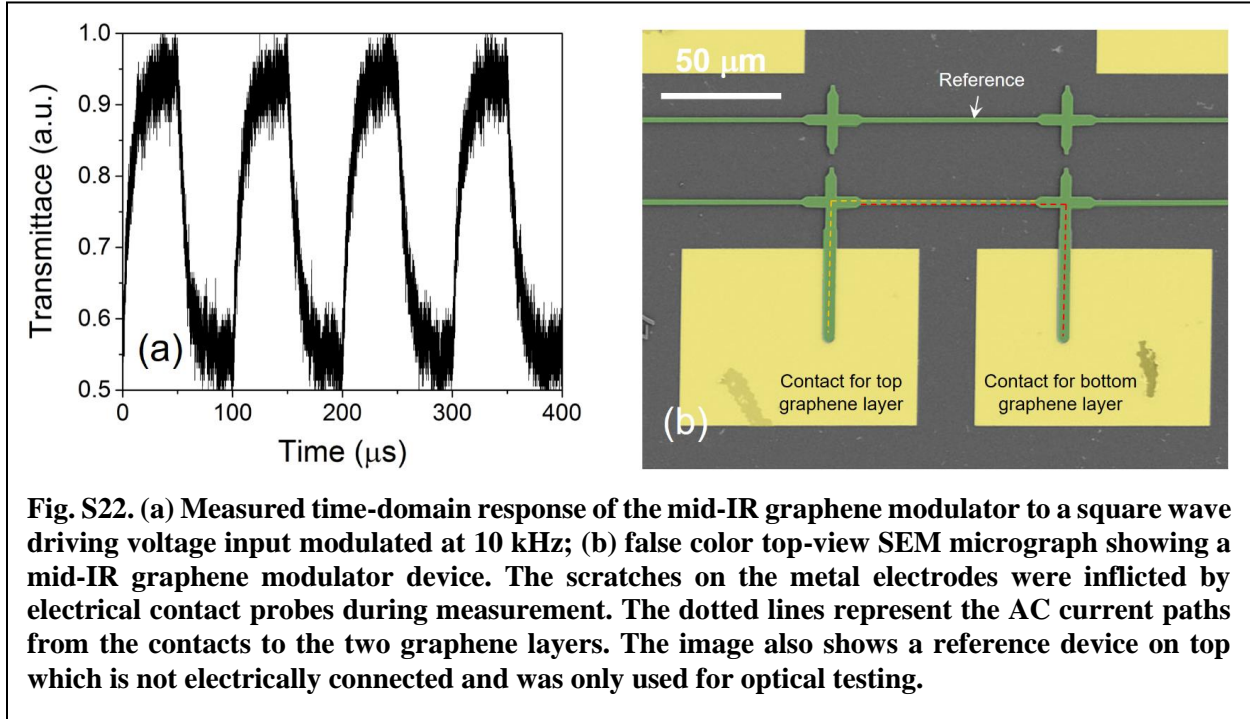 1.0
0.9
0.8
0.7
0.6
0.5
Transmittace (a.u.)
(a)
0 100 200 300 400
Time (μs)
50 μm
Reference
Contact for top
graphene layer
Contact for bottom
graphene layer
(b)
Fig. S22. (a) Measured time-domain response of the mid-IR graphene modulator to a square wave
driving voltage input modulated at 10 kHz; (b) false color top-view SEM micrograph showing a
mid-IR graphene modulator device. The scratches on the metal electrodes were inflicted by
electrical contact probes during measurement. The dotted lines represent the AC current paths
from the contacts to the two graphene layers. The image also shows a reference device on top
which is not electrically connected and was only used for optical testing.